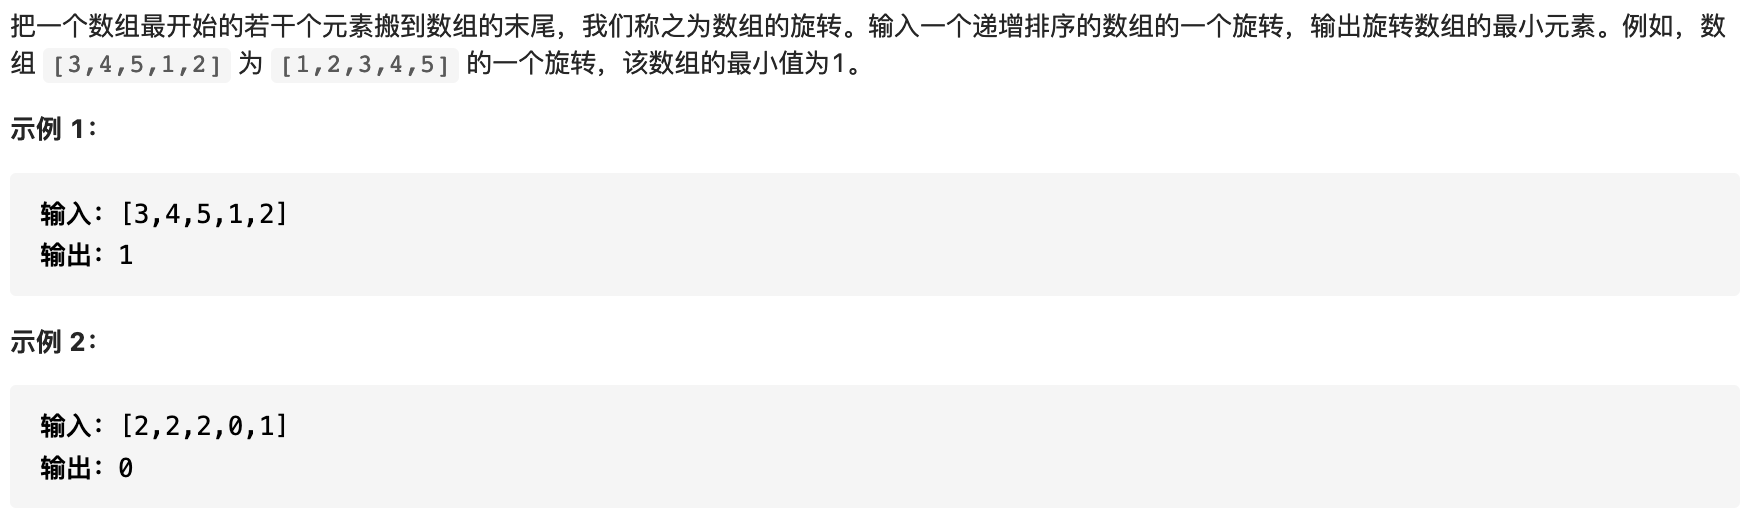 把一个数组最开始的若干个元素搬到数组的末尾，我们称之为数组的旋转。输入一个递增排序的数组的一个旋转，输出旋转数组的最小元素。例如，数
组 [3,4,5,1,2] 为 [1,2,3,4,5] 的一个旋转，该数组的最小值为1。
示例 1：
输入：[3,4,5,1,2]
输出：1
示例 2：
输入：[2,2,2,0,1]
输出：0